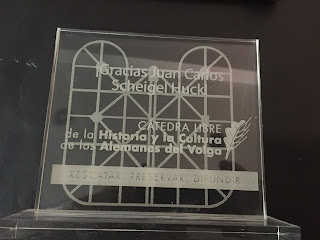 ¡Gracias Juan Carlos
Scheigel Huck!
CÁTEDRA LIBRE
de la Historia y la Cultura
de los Alemanes del Volga
RESCATAR PRESERVAR DIFUNDIR